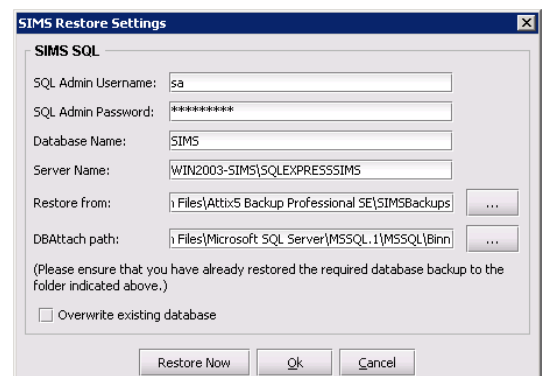 SIMS Restore Settings
SIMS SQL
SQL Admin Username: sa
SQL Admin Password: *********
Database Name: SIMS
Server Name: WIN2003-SIMS\SQLEXPRESSSIMS
Restore from: Files\Attix5 Backup Professional SE\SIMSBackups ...
DBAttach path: Files\Microsoft SQL Server\MSSQL.1\MSSQL\Binn ...
(Please ensure that you have already restored the required database backup to the
folder indicated above.)
Overwrite existing database
Restore Now Ok Cancel